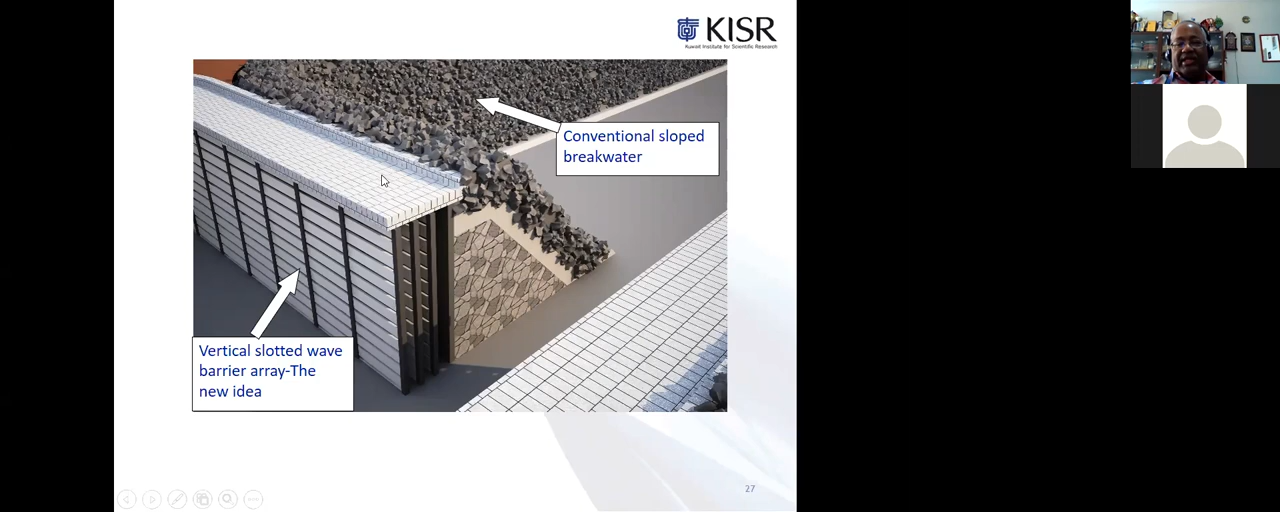 KISR
Kuwait Institute for Scientific Research
Conventional sloped
breakwater
Vertical slotted wave
barrier array-The
new idea
27